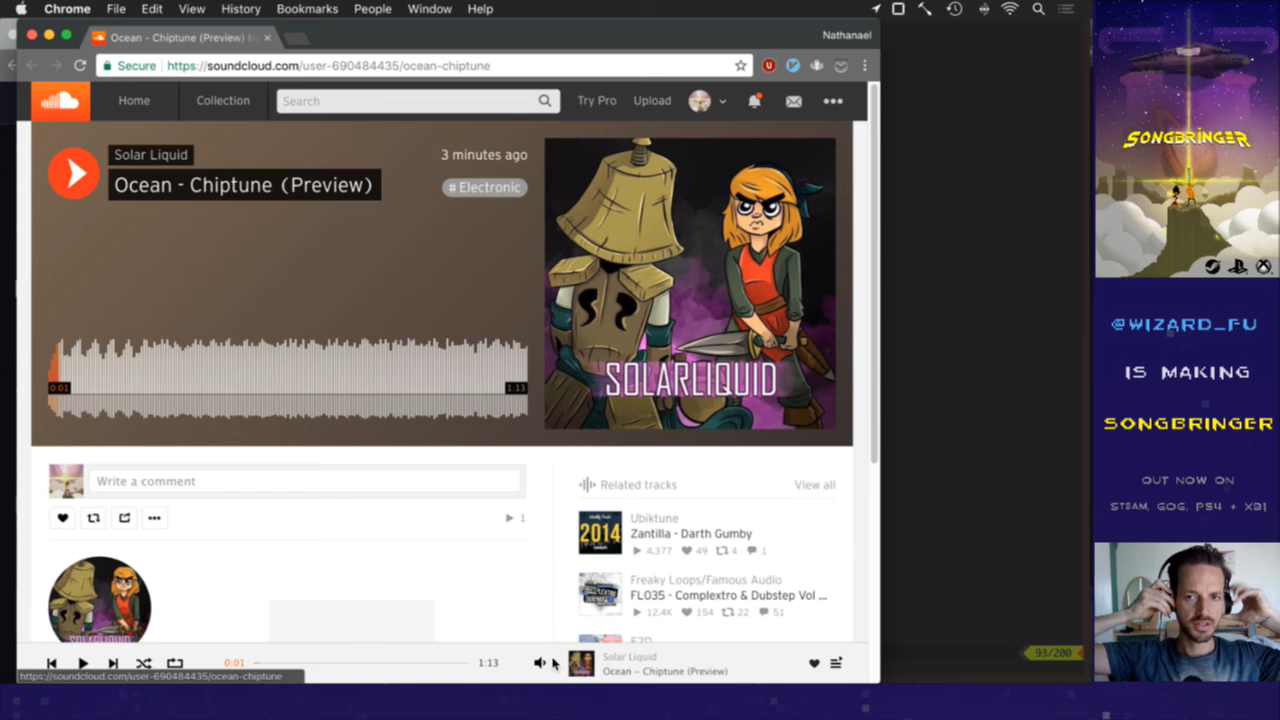 Chrome File Edit View History Bookmarks People Window Help
Ocean - Chiptune (Preview) b
Nathanael
Secure https://soundcloud.com/user-690484435/ocean-chiptune
Home Collection Search Try Pro Upload
Solar Liquid
3 minutes ago
Ocean - Chiptune (Preview)
# Electronic
0:01
1:13
SOLARLIQUID
Write a comment
1
Related tracks
View all
2014
Ubiktune
Zantilla - Darth Gumby
4,377 49 4 1
Freaky Loops/Famous Audio
FL035 - Complextro & Dubstep Vol ...
12.4K 154 22 51
0:01
1:13
Solar Liquid
Ocean – Chiptune (Preview)
https://soundcloud.com/user-690484435/ocean-chiptune
93/200
SONGBRINGER
@WIZARD_FU
IS MAKING
SONGBRINGER
OUT NOW ON
STEAM, GOG, PS4 + XB1